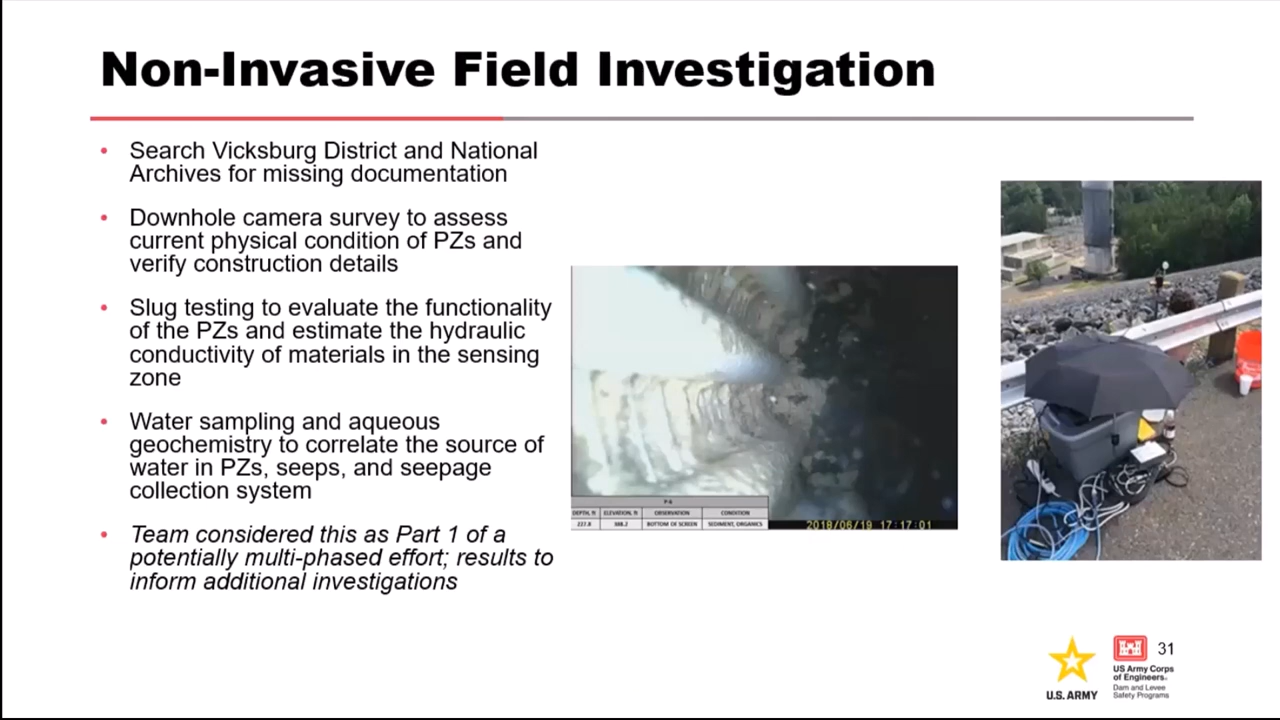 Non-Invasive Field Investigation
• Search Vicksburg District and National
Archives for missing documentation
• Downhole camera survey to assess
current physical condition of PZs and
verify construction details
• Slug testing to evaluate the functionality
of the PZs and estimate the hydraulic
conductivity of materials in the sensing
zone
• Water sampling and aqueous
geochemistry to correlate the source of
water in PZs, seeps, and seepage
collection system
• Team considered this as Part 1 of a
potentially multi-phased effort; results to
inform additional investigations
DEPTH, ft ELEVATION, ft OBSERVATION CONDITION
227.8 BOTTOM OF SCREEN SEDIMENT, ORGANICS
2018/06/19 17:17:01
U.S. ARMY
US Army Corps
of Engineers®
Dam and Levee
Safety Programs
31